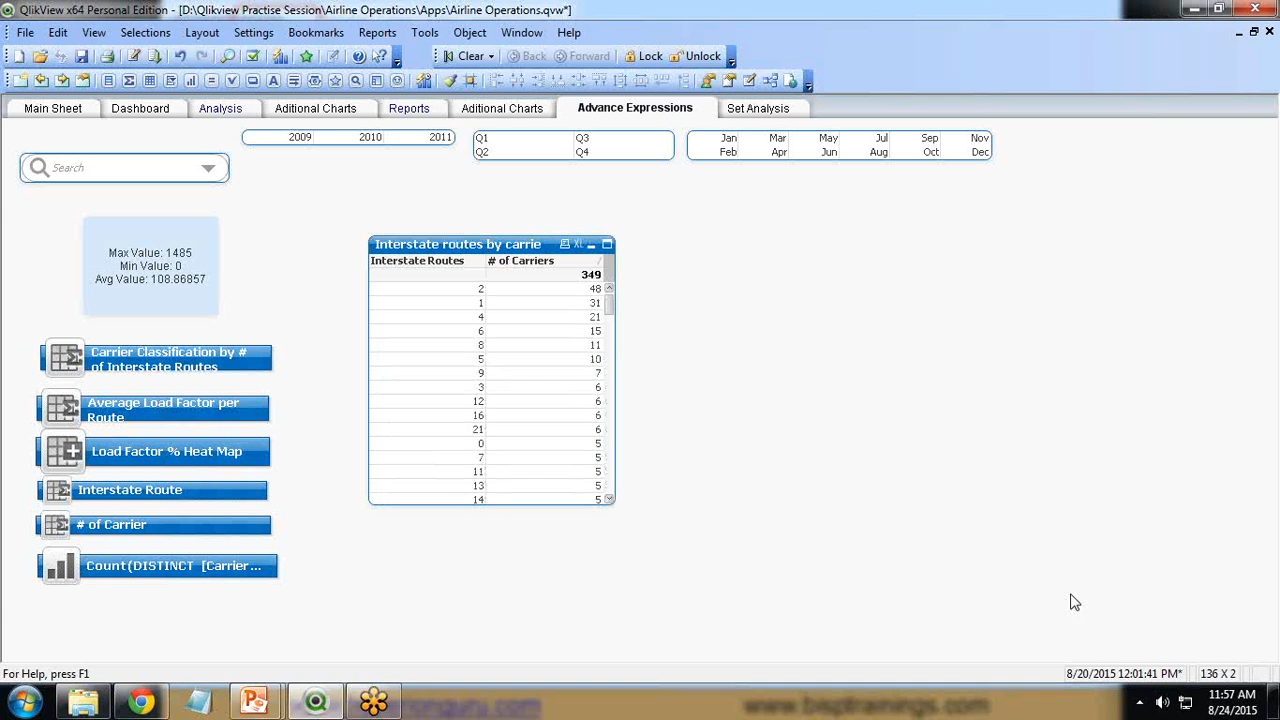 QlikView x64 Personal Edition - [D:\Qlikview Practise Session\Airline Operations\Apps\Airline Operations.qvw*]
File Edit View Selections Layout Settings Bookmarks Reports Tools Object Window Help
Clear Back Forward Lock Unlock
Main Sheet Dashboard Analysis Aditional Charts Reports Aditional Charts Advance Expressions Set Analysis
2009 2010 2011
Q1 Q3
Q2 Q4
Jan Mar May Jul Sep Nov
Feb Apr Jun Aug Oct Dec
Search
Max Value: 1485
Min Value: 0
Avg Value: 108.86857
Carrier Classification by #
of Interstate Routes
Average Load Factor per
Route
Load Factor % Heat Map
Interstate Route
# of Carrier
Count(DISTINCT [Carrier...
Interstate routes by carrie XL
Interstate Routes # of Carriers
349
2 48
1 31
4 21
6 15
8 11
5 10
9 7
3 6
12 6
16 6
21 6
0 5
7 5
11 5
13 5
14 5
For Help, press F1
8/20/2015 12:01:41 PM* 136 X 2
11:57 AM
8/24/2015